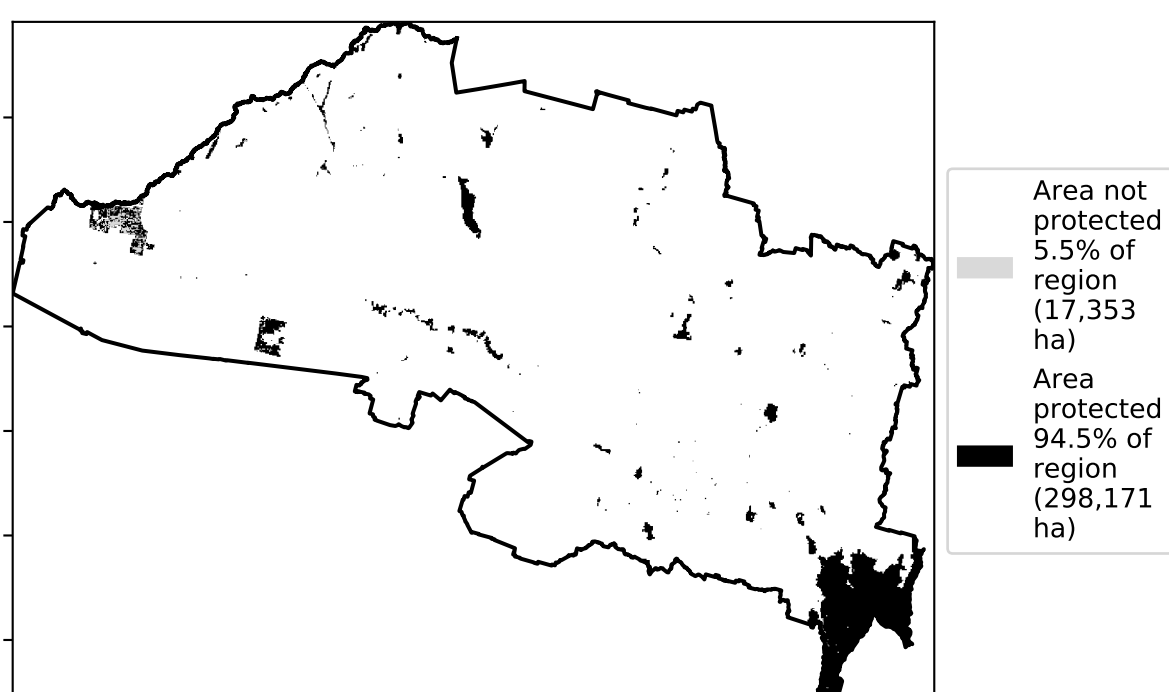 Area not
protected
5.5% of
region
(17,353
ha)
Area
protected
94.5% of
region
(298,171
ha)